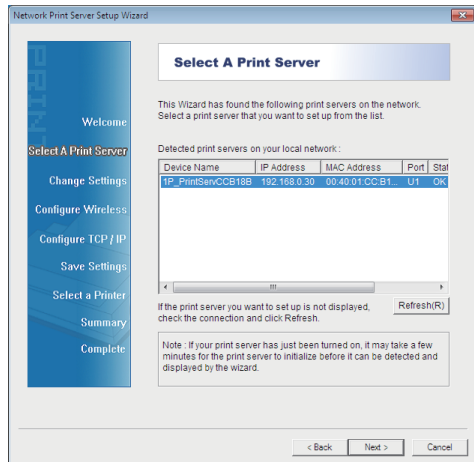 Network Print Server Setup Wizard
PRINT
Welcome
Select A Print Server
Change Settings
Configure Wireless
Configure TCP / IP
Save Settings
Select a Printer
Summary
Complete
Select A Print Server
This Wizard has found the following print servers on the network.
Select a print server that you want to set up from the list.
Detected print servers on your local network :
Device Name IP Address MAC Address Port Stat
1P_PrintServCCB18B 192.168.0.30 00:40:01:CC:B1... U1 OK
If the print server you want to set up is not displayed,
check the connection and click Refresh.
Refresh(R)
Note : If your print server has just been turned on, it may take a few
minutes for the print server to initialize before it can be detected and
displayed by the wizard.
< Back Next > Cancel